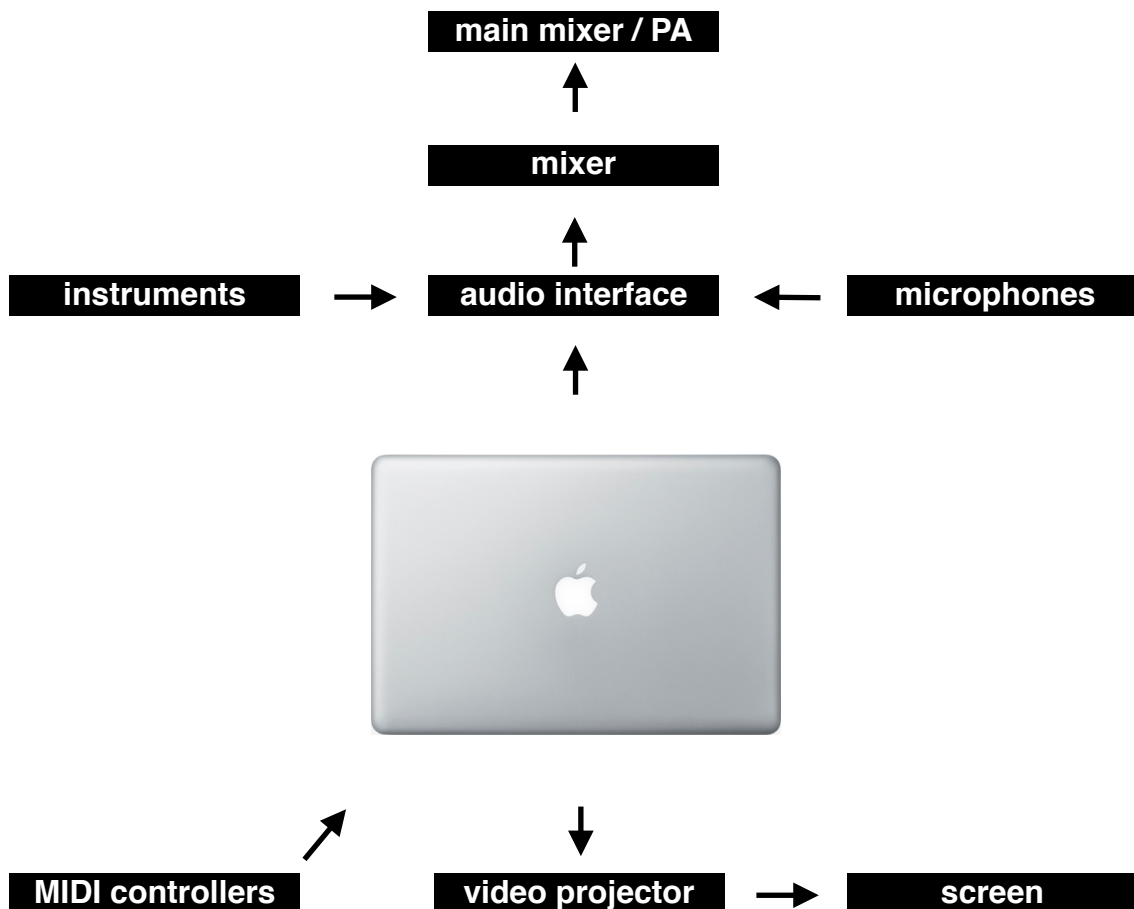 main mixer / PA
mixer
instruments
audio interface
microphones
MIDI controllers
video projector
screen